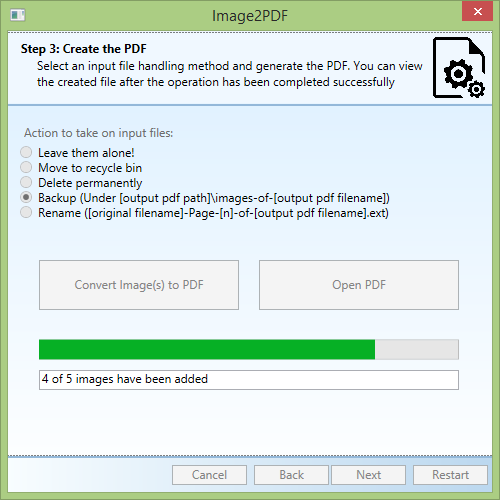 Image2PDF
Step 3: Create the PDF
Select an input file handling method and generate the PDF. You can view
the created file after the operation has been completed successfully
Action to take on input files:
Leave them alone!
Move to recycle bin
Delete permanently
Backup (Under [output pdf path]\images-of-[output pdf filename])
Rename ([original filename]-Page-[n]-of-[output pdf filename].ext)
Convert Image(s) to PDF
Open PDF
4 of 5 images have been added
Cancel
Back
Next
Restart